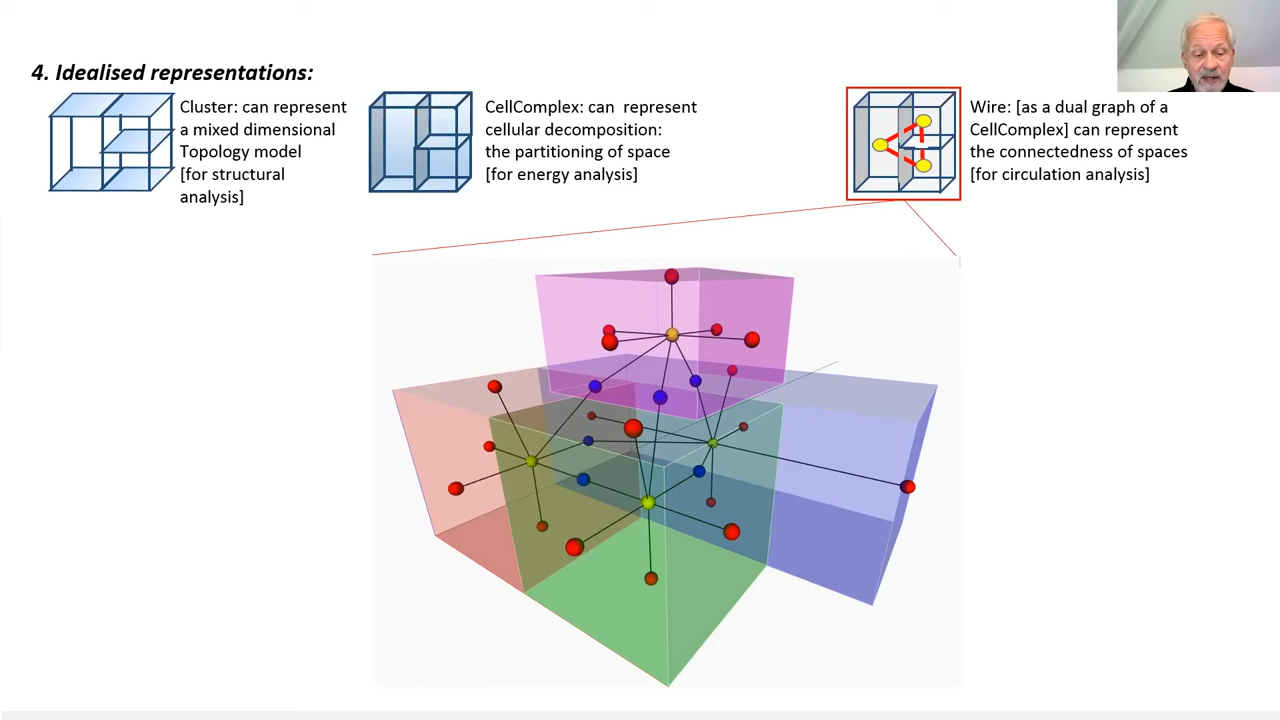 4. Idealised representations:
Cluster: can represent
a mixed dimensional
Topology model
[for structural
analysis]
CellComplex: can represent
cellular decomposition:
the partitioning of space
[for energy analysis]
Wire: [as a dual graph of a
CellComplex] can represent
the connectedness of spaces
[for circulation analysis]